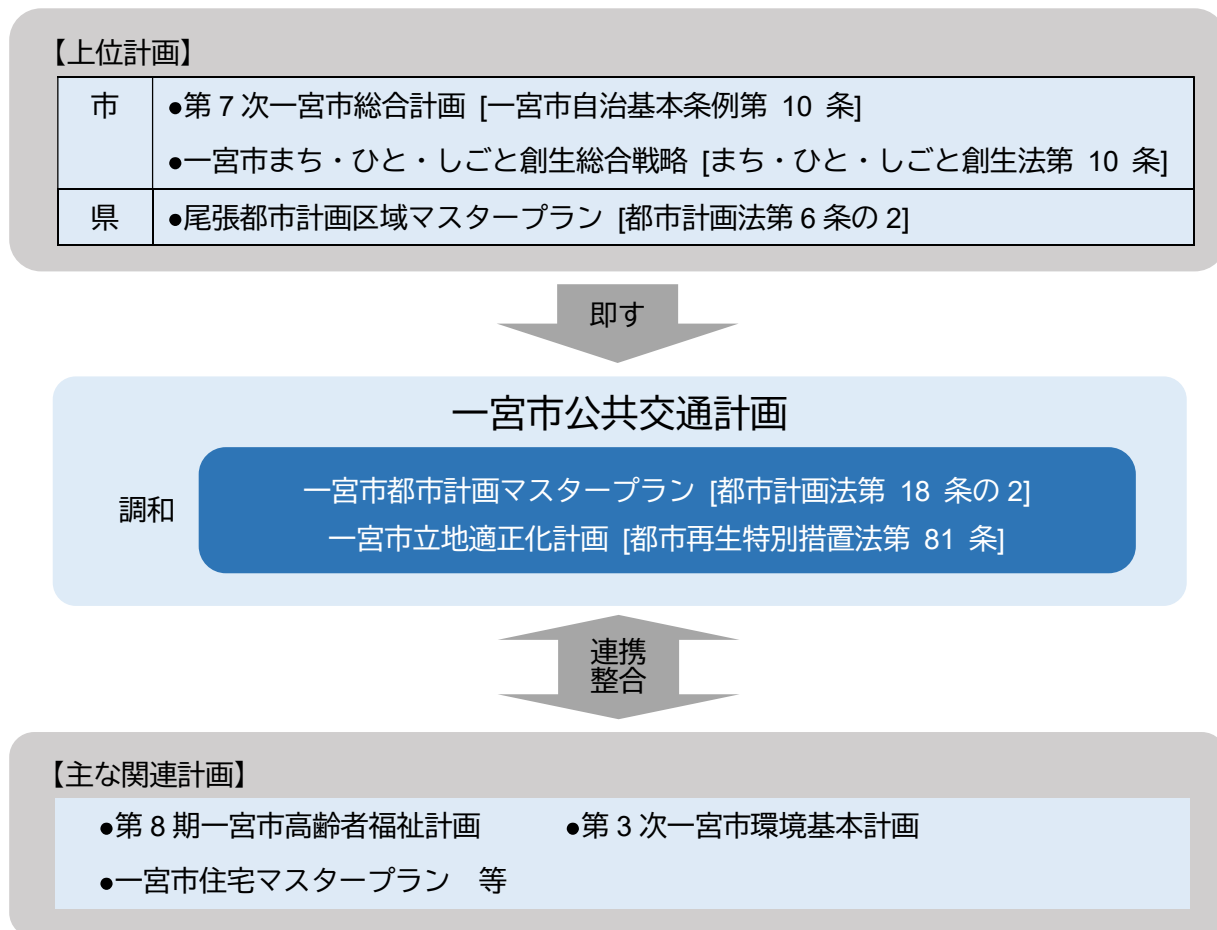 【上位計画】
市
●第7次一宮市総合計画 [一宮市自治基本条例第 10 条]
●一宮市まち・ひと・しごと創生総合戦略 [まち・ひと・しごと創生法第 10 条]
県
●尾張都市計画区域マスタープラン [都市計画法第6条の2]
即す
一宮市公共交通計画
調和
一宮市都市計画マスタープラン [都市計画法第 18 条の2]
一宮市立地適正化計画 [都市再生特別措置法第 81 条]
連携
整合
【主な関連計画】
●第8期一宮市高齢者福祉計画 ●第3次一宮市環境基本計画
●一宮市住宅マスタープラン 等